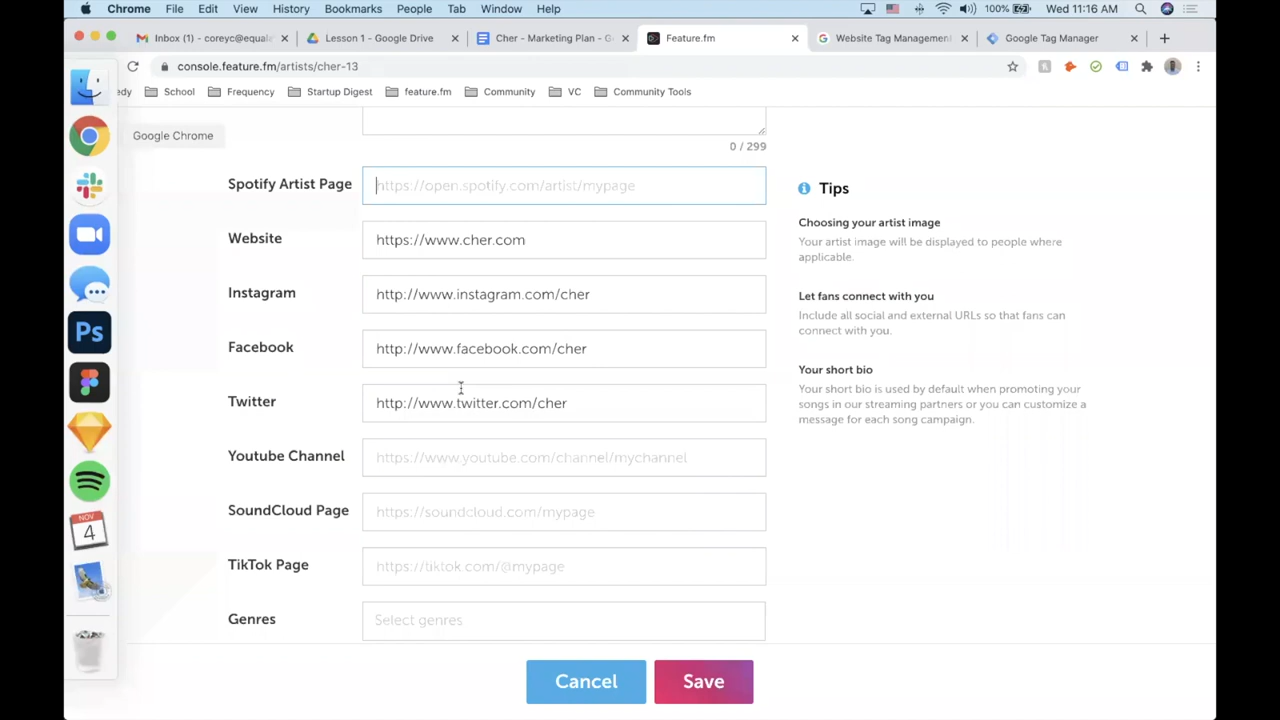 Chrome File Edit View History Bookmarks People Tab Window Help 100% Wed 11:16 AM
Inbox (1) - coreyc@equale Lesson 1 - Google Drive Cher - Marketing Plan - G Feature.fm Website Tag Management Google Tag Manager
console.feature.fm/artists/cher-13
edy School Frequency Startup Digest feature.fm Community VC Community Tools
Google Chrome
0 / 299
Spotify Artist Page https://open.spotify.com/artist/mypage
Tips
Choosing your artist image
Your artist image will be displayed to people where
applicable.
Website https://www.cher.com
Instagram http://www.instagram.com/cher
Let fans connect with you
Include all social and external URLs so that fans can
connect with you.
Facebook http://www.facebook.com/cher
Your short bio
Your short bio is used by default when promoting your
songs in our streaming partners or you can customize a
message for each song campaign.
Twitter http://www.twitter.com/cher
Youtube Channel https://www.youtube.com/channel/mychannel
SoundCloud Page https://soundcloud.com/mypage
TikTok Page https://tiktok.com/@mypage
Genres Select genres
Cancel Save
Ps
NOV
4